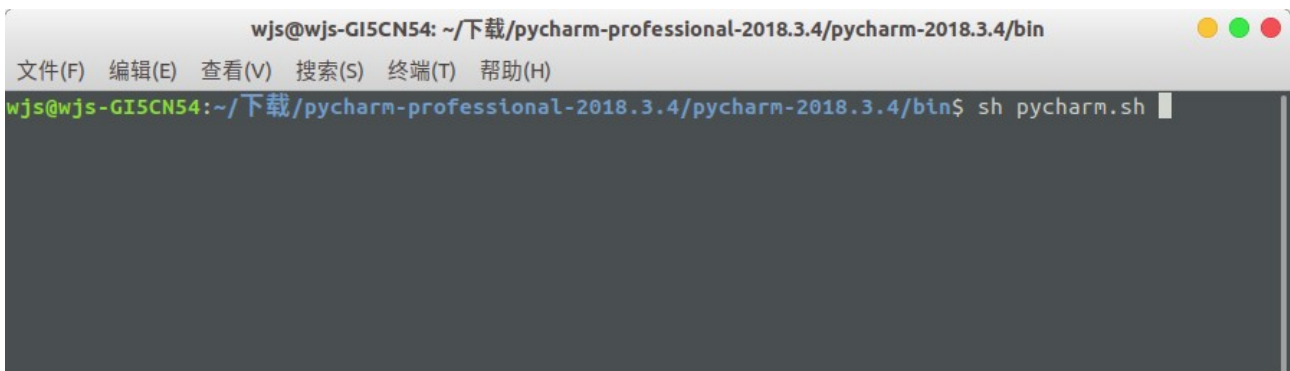 wjs@wjs-GI5CN54: ~/下载/pycharm-professional-2018.3.4/pycharm-2018.3.4/bin
文件(F) 编辑(E) 查看(V) 搜索(S) 终端(T) 帮助(H)
wjs@wjs-GI5CN54:~/下载/pycharm-professional-2018.3.4/pycharm-2018.3.4/bin$ sh pycharm.sh